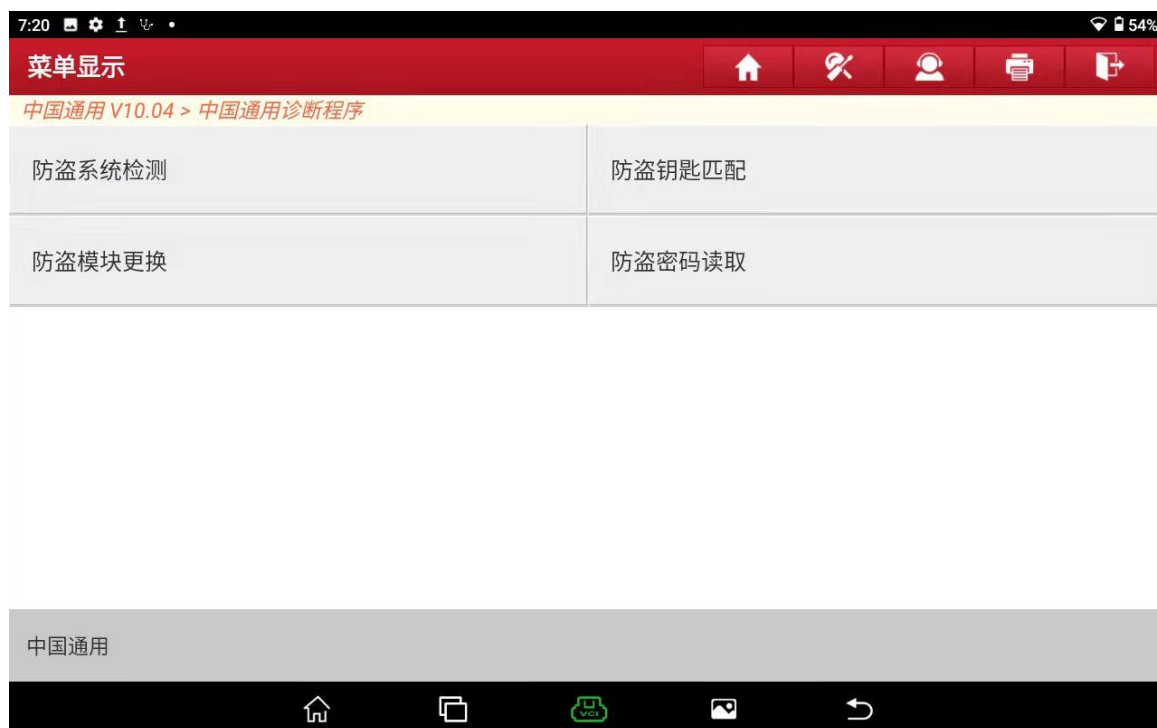 7:20 54%
菜单显示
中国通用 V10.04 > 中国通用诊断程序
防盗系统检测 防盗钥匙匹配
防盗模块更换 防盗密码读取
中国通用
VCI